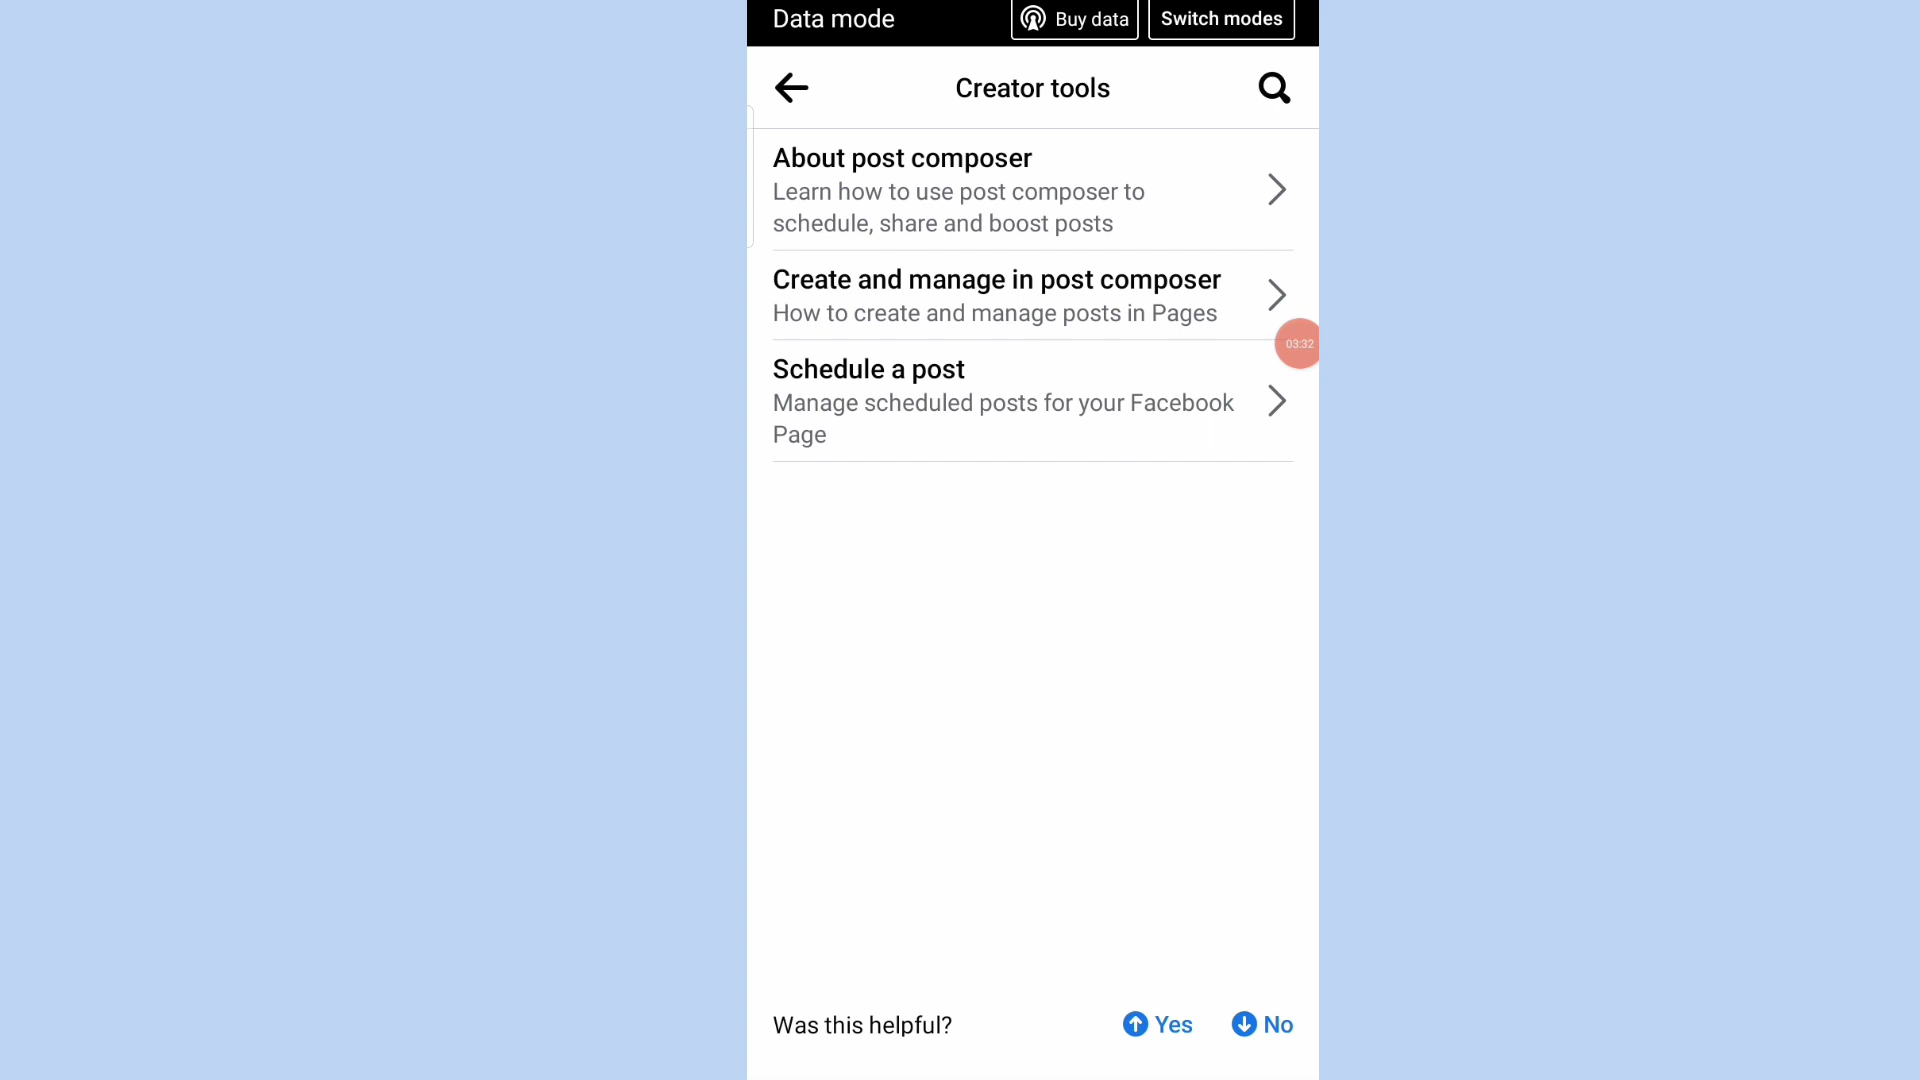 Data mode
Buy data
Switch modes
Creator tools
About post composer
Learn how to use post composer to
schedule, share and boost posts
Create and manage in post composer
How to create and manage posts in Pages
03:32
Schedule a post
Manage scheduled posts for your Facebook
Page
Was this helpful?
Yes
No